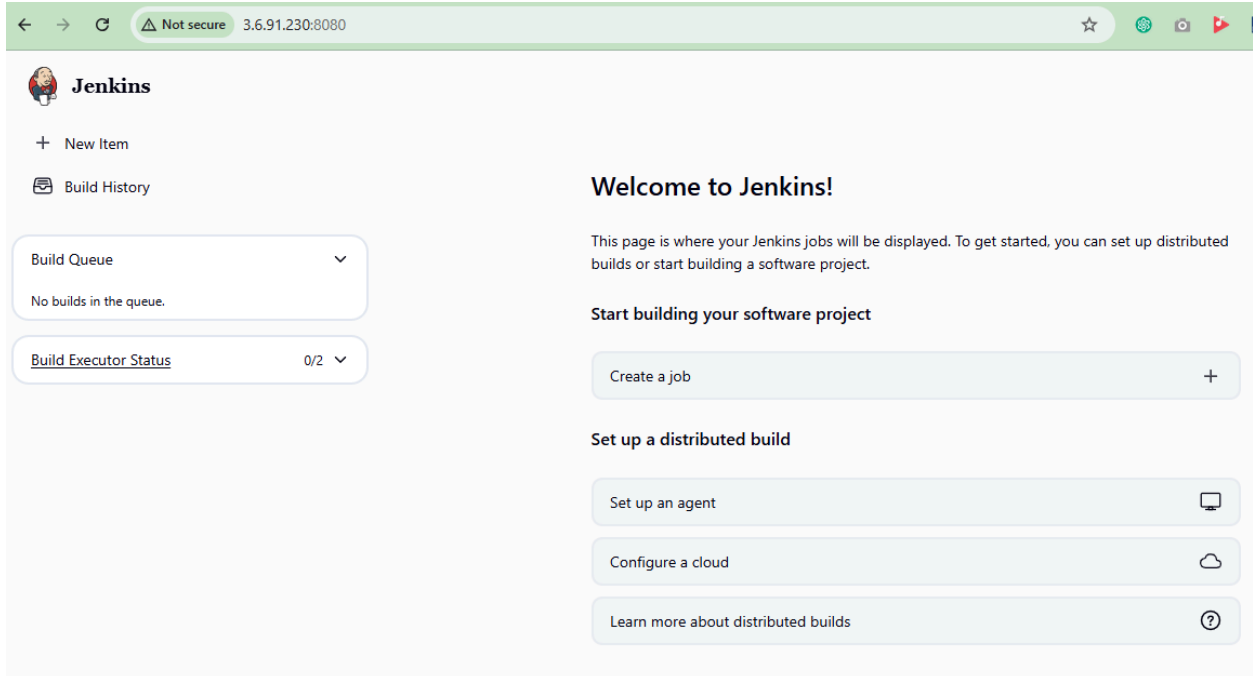 Not secure 3.6.91.230:8080
Jenkins
New Item
Build History
Build Queue
No builds in the queue.
Build Executor Status 0/2
Welcome to Jenkins!
This page is where your Jenkins jobs will be displayed. To get started, you can set up distributed
builds or start building a software project.
Start building your software project
Create a job
Set up a distributed build
Set up an agent
Configure a cloud
Learn more about distributed builds